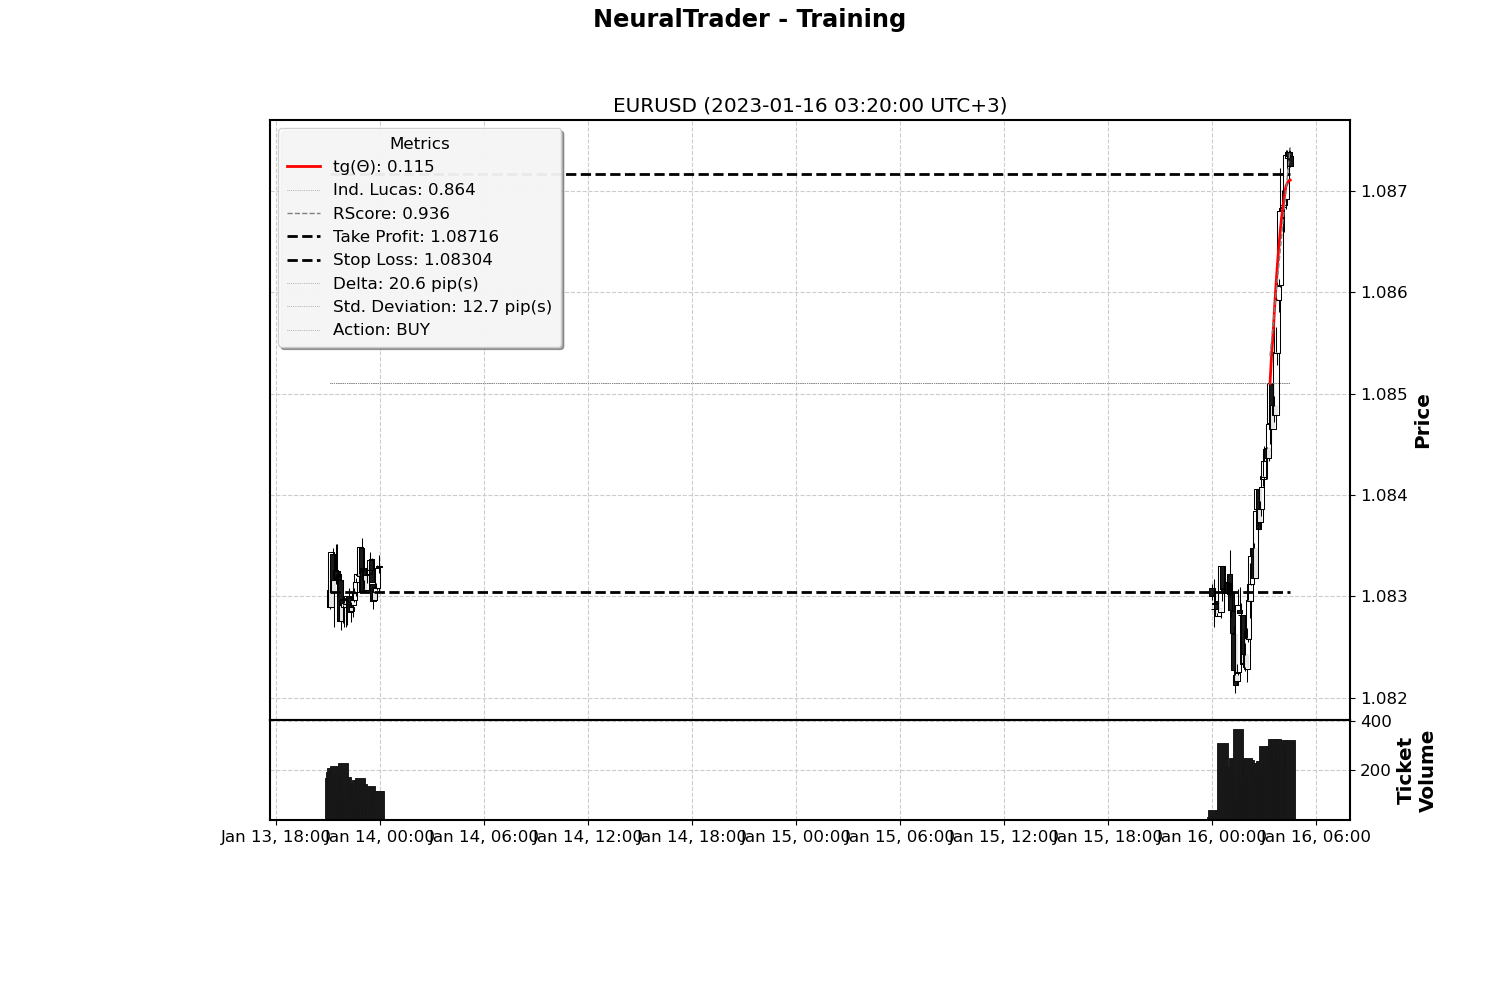 NeuralTrader - Training
EURUSD (2023-01-16 03:20:00 UTC+3)
Metrics
tg(Θ): 0.115
Ind. Lucas: 0.864
RScore: 0.936
Take Profit: 1.08716
Stop Loss: 1.08304
Delta: 20.6 pip(s)
Std. Deviation: 12.7 pip(s)
Action: BUY
1.087
1.086
1.085
1.084
1.083
1.082
Price
400
200
Ticket
Volume
Jan 13, 18:00
Jan 14, 00:00
Jan 14, 06:00
Jan 14, 12:00
Jan 14, 18:00
Jan 15, 00:00
Jan 15, 06:00
Jan 15, 12:00
Jan 15, 18:00
Jan 16, 00:00
Jan 16, 06:00